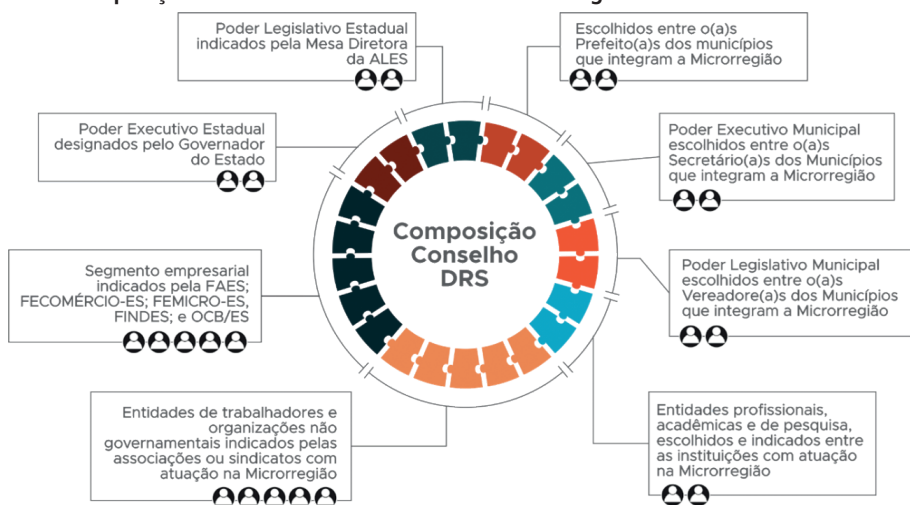 Poder Legislativo Estadual
indicados pela Mesa Diretora
da ALES
Escolhidos entre o(a)s
Prefeito(a)s dos municípios
que integram a Microrregião
Poder Executivo Estadual
designados pelo Governador
do Estado
Poder Executivo Municipal
escolhidos entre o(a)s
Secretário(a)s dos Municípios
que integram a Microrregião
Composição
Conselho
DRS
Segmento empresarial
indicados pela FAES;
FECOMÉRCIO-ES; FEMICRO-ES,
FINDES; e OCB/ES
Poder Legislativo Municipal
escolhidos entre o(a)s
Vereadore(a)s dos Municípios
que integram a Microrregião
Entidades de trabalhadores e
organizações não
governamentais indicados pelas
associações ou sindicatos com
atuação na Microrregião
Entidades profissionais,
acadêmicas e de pesquisa,
escolhidos e indicados entre
as instituições com atuação
na Microrregião